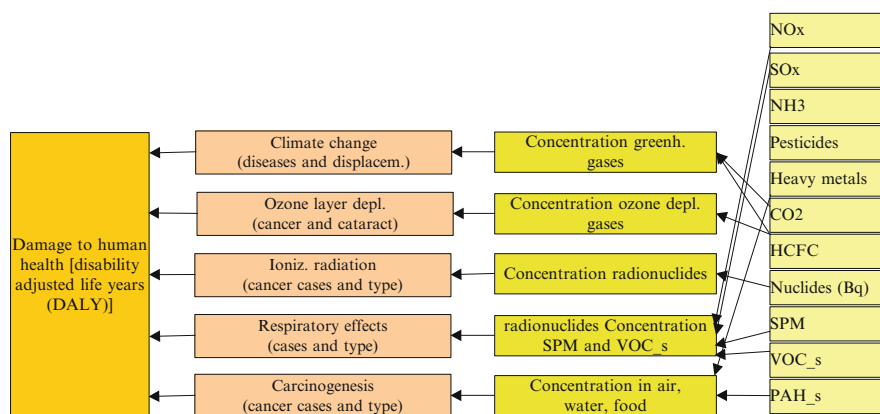 Damage to human
health [disability
adjusted life years
(DALY)]
Climate change
(diseases and displacem.)
Ozone layer depl.
(cancer and cataract)
Ioniz. radiation
(cancer cases and type)
Respiratory effects
(cases and type)
Carcinogenesis
(cancer cases and type)
Concentration greenh.
gases
Concentration ozone depl.
gases
Concentration radionuclides
radionuclides Concentration
SPM and VOC_s
Concentration in air,
water, food
NOx
SOx
NH3
Pesticides
Heavy metals
CO2
HCFC
Nuclides (Bq)
SPM
VOC_s
PAH_s